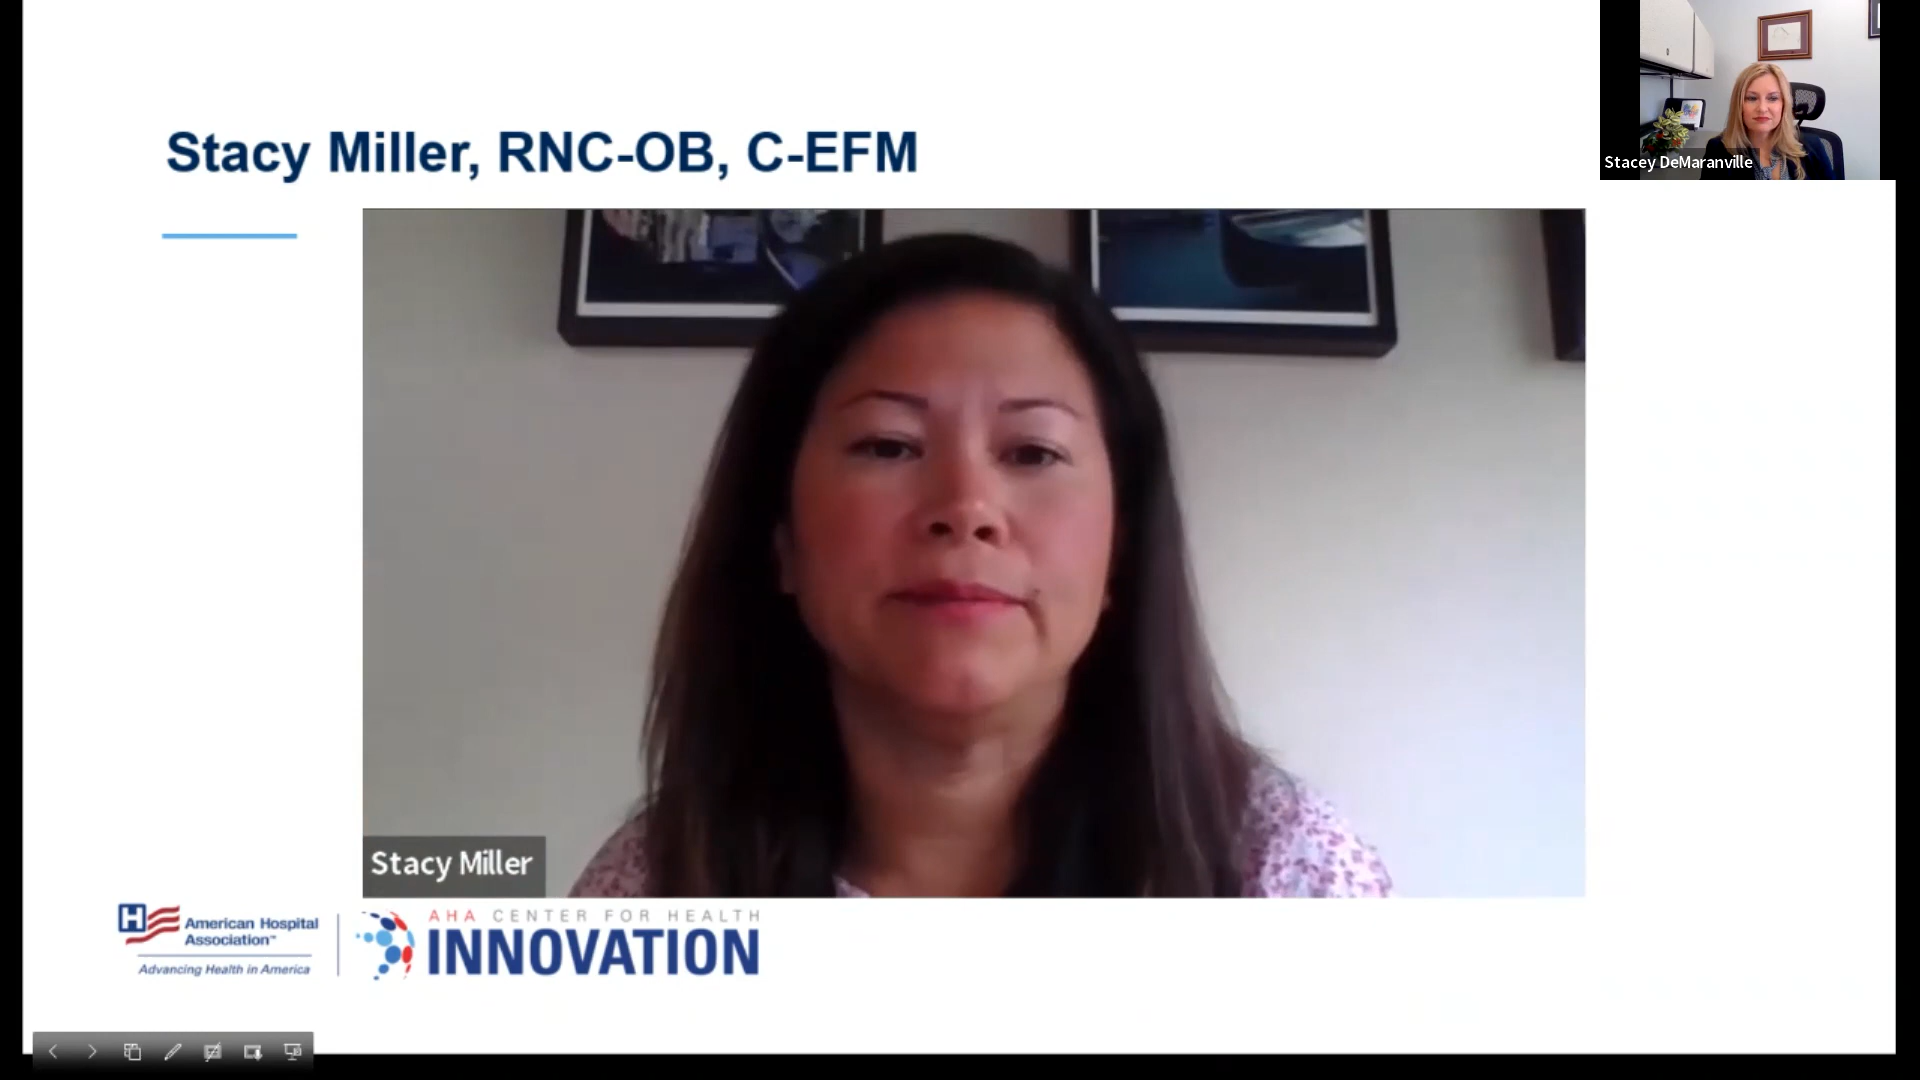 Stacy Miller, RNC-OB, C-EFM
Stacey DeMaranville
Stacy Miller
H
American Hospital
Association™
Advancing Health in America
AHA CENTER FOR HEALTH
INNOVATION